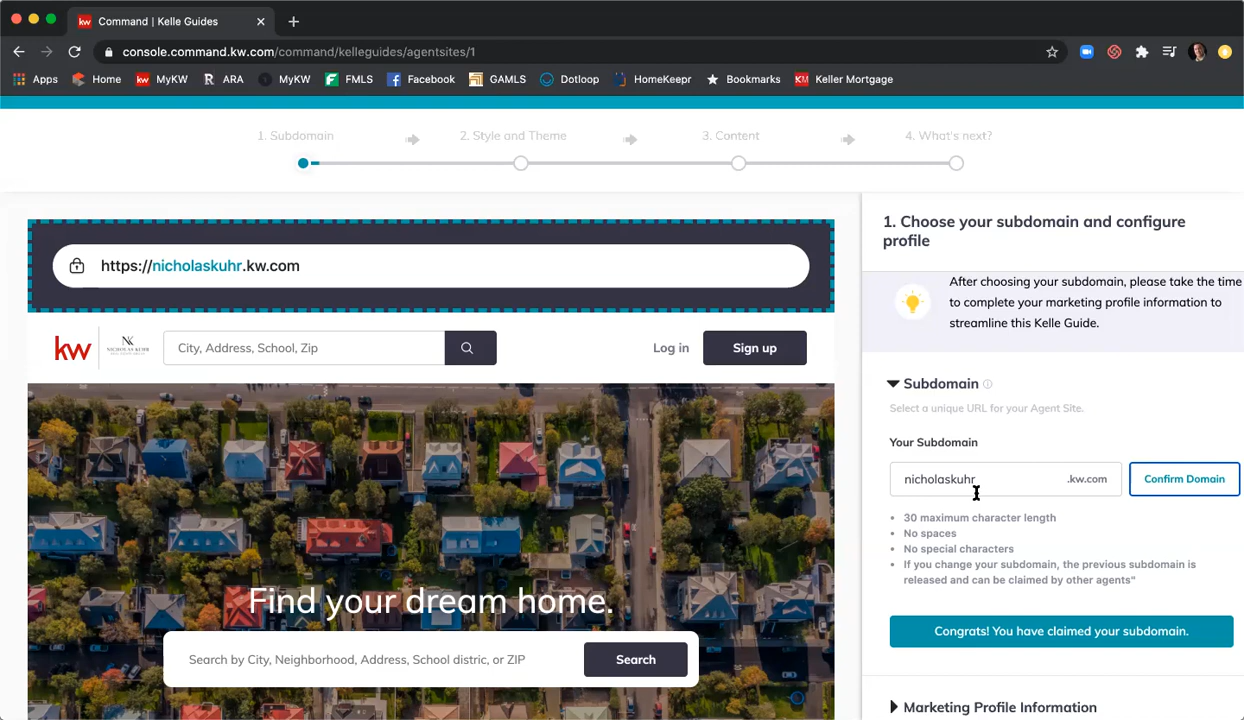 kw Command | Kelle Guides
console.command.kw.com/command/kelleguides/agentsites/1
Apps Home kw MyKW R ARA MyKW F FMLS f Facebook GAMLS Dotloop HomeKeepr Bookmarks KM Keller Mortgage
1. Subdomain 2. Style and Theme 3. Content 4. What's next?
https://nicholaskuhr.kw.com
kw NK
NICHOLAS KUHR
City, Address, School, Zip
Log in Sign up
Find your dream home.
Search by City, Neighborhood, Address, School distric, or ZIP Search
1. Choose your subdomain and configure
profile
After choosing your subdomain, please take the time
to complete your marketing profile information to
streamline this Kelle Guide.
Subdomain
Select a unique URL for your Agent Site.
Your Subdomain
nicholaskuhr .kw.com Confirm Domain
• 30 maximum character length
• No spaces
• No special characters
• If you change your subdomain, the previous subdomain is
released and can be claimed by other agents"
Congrats! You have claimed your subdomain.
Marketing Profile Information